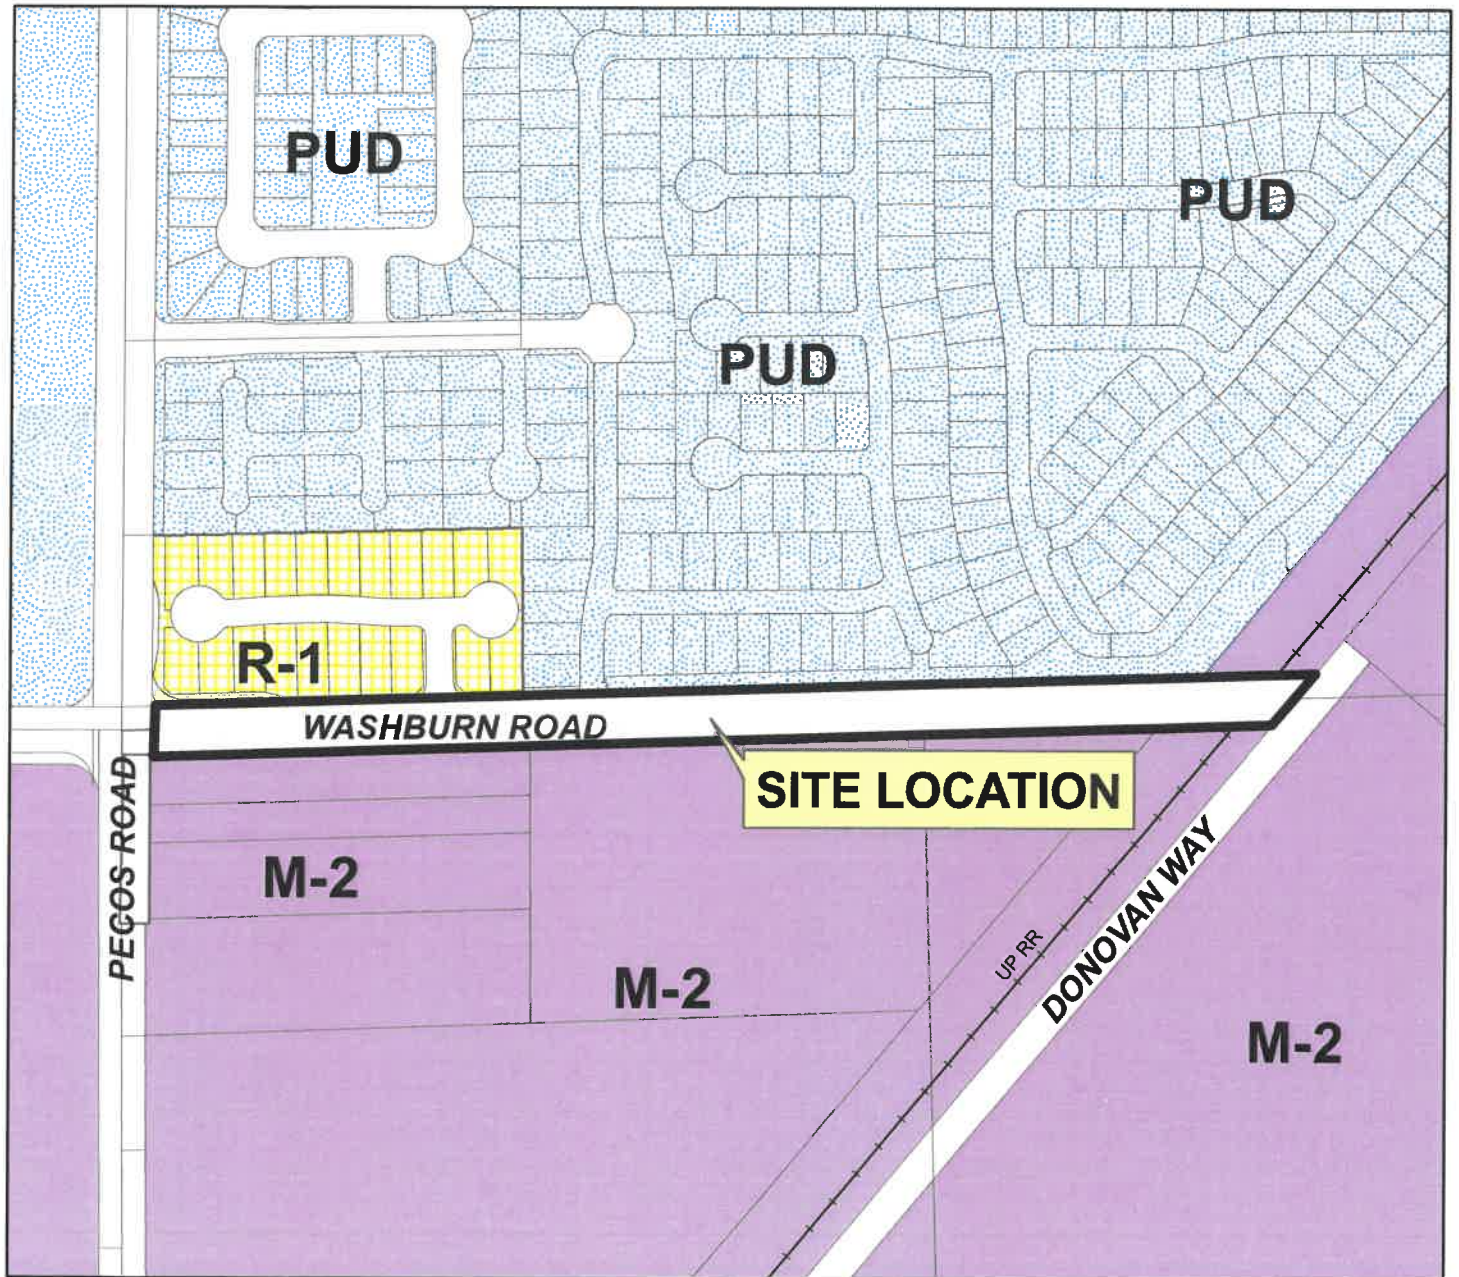 PUD
PUD
PUD
R-1
WASHBURN ROAD
SITE LOCATION
PECOS ROAD
M-2
M-2
UP RR
DONOVAN WAY
M-2